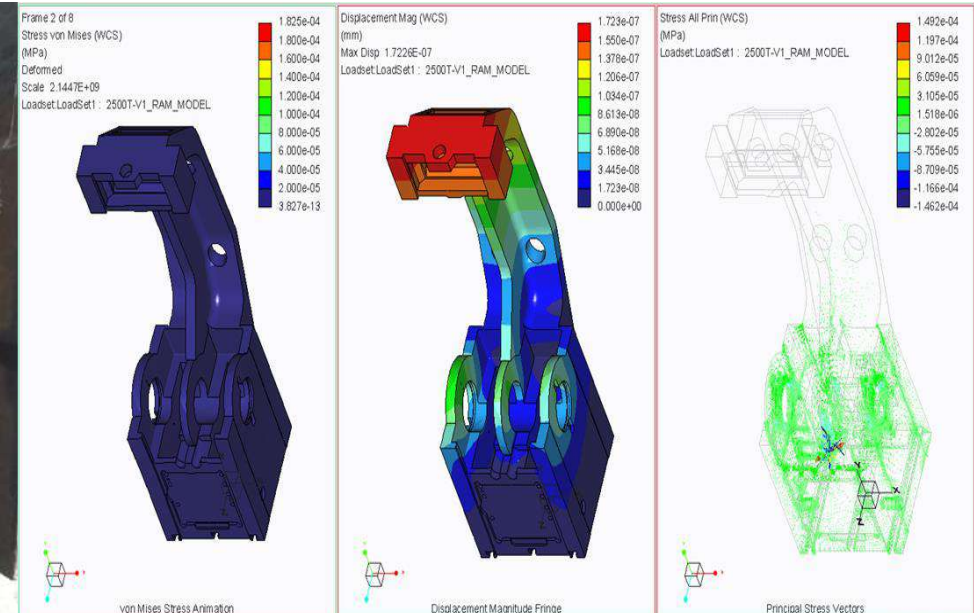 Frame 2 of 8
Stress von Mises (WCS)
(MPa)
Deformed
Scale 2.1447E+09
Loadset:LoadSet1 : 2500T-V1_RAM_MODEL
1.825e-04
1.800e-04
1.600e-04
1.400e-04
1.200e-04
1.000e-04
8.000e-05
6.000e-05
4.000e-05
2.000e-05
3.827e-13
von Mises Stress Animation
Displacement Mag (WCS)
(mm)
Max Disp 1.7226E-07
Loadset:LoadSet1 : 2500T-V1_RAM_MODEL
1.723e-07
1.550e-07
1.378e-07
1.206e-07
1.034e-07
8.613e-08
6.890e-08
5.168e-08
3.445e-08
1.723e-08
0.000e+00
Displacement Magnitude Fringe
Stress All Prin (WCS)
(MPa)
Loadset:LoadSet1 : 2500T-V1_RAM_MODEL
1.492e-04
1.197e-04
9.012e-05
6.059e-05
3.105e-05
1.518e-06
-2.802e-05
-5.755e-05
-8.709e-05
-1.166e-04
-1.462e-04
Y
X
Z
Principal Stress Vectors